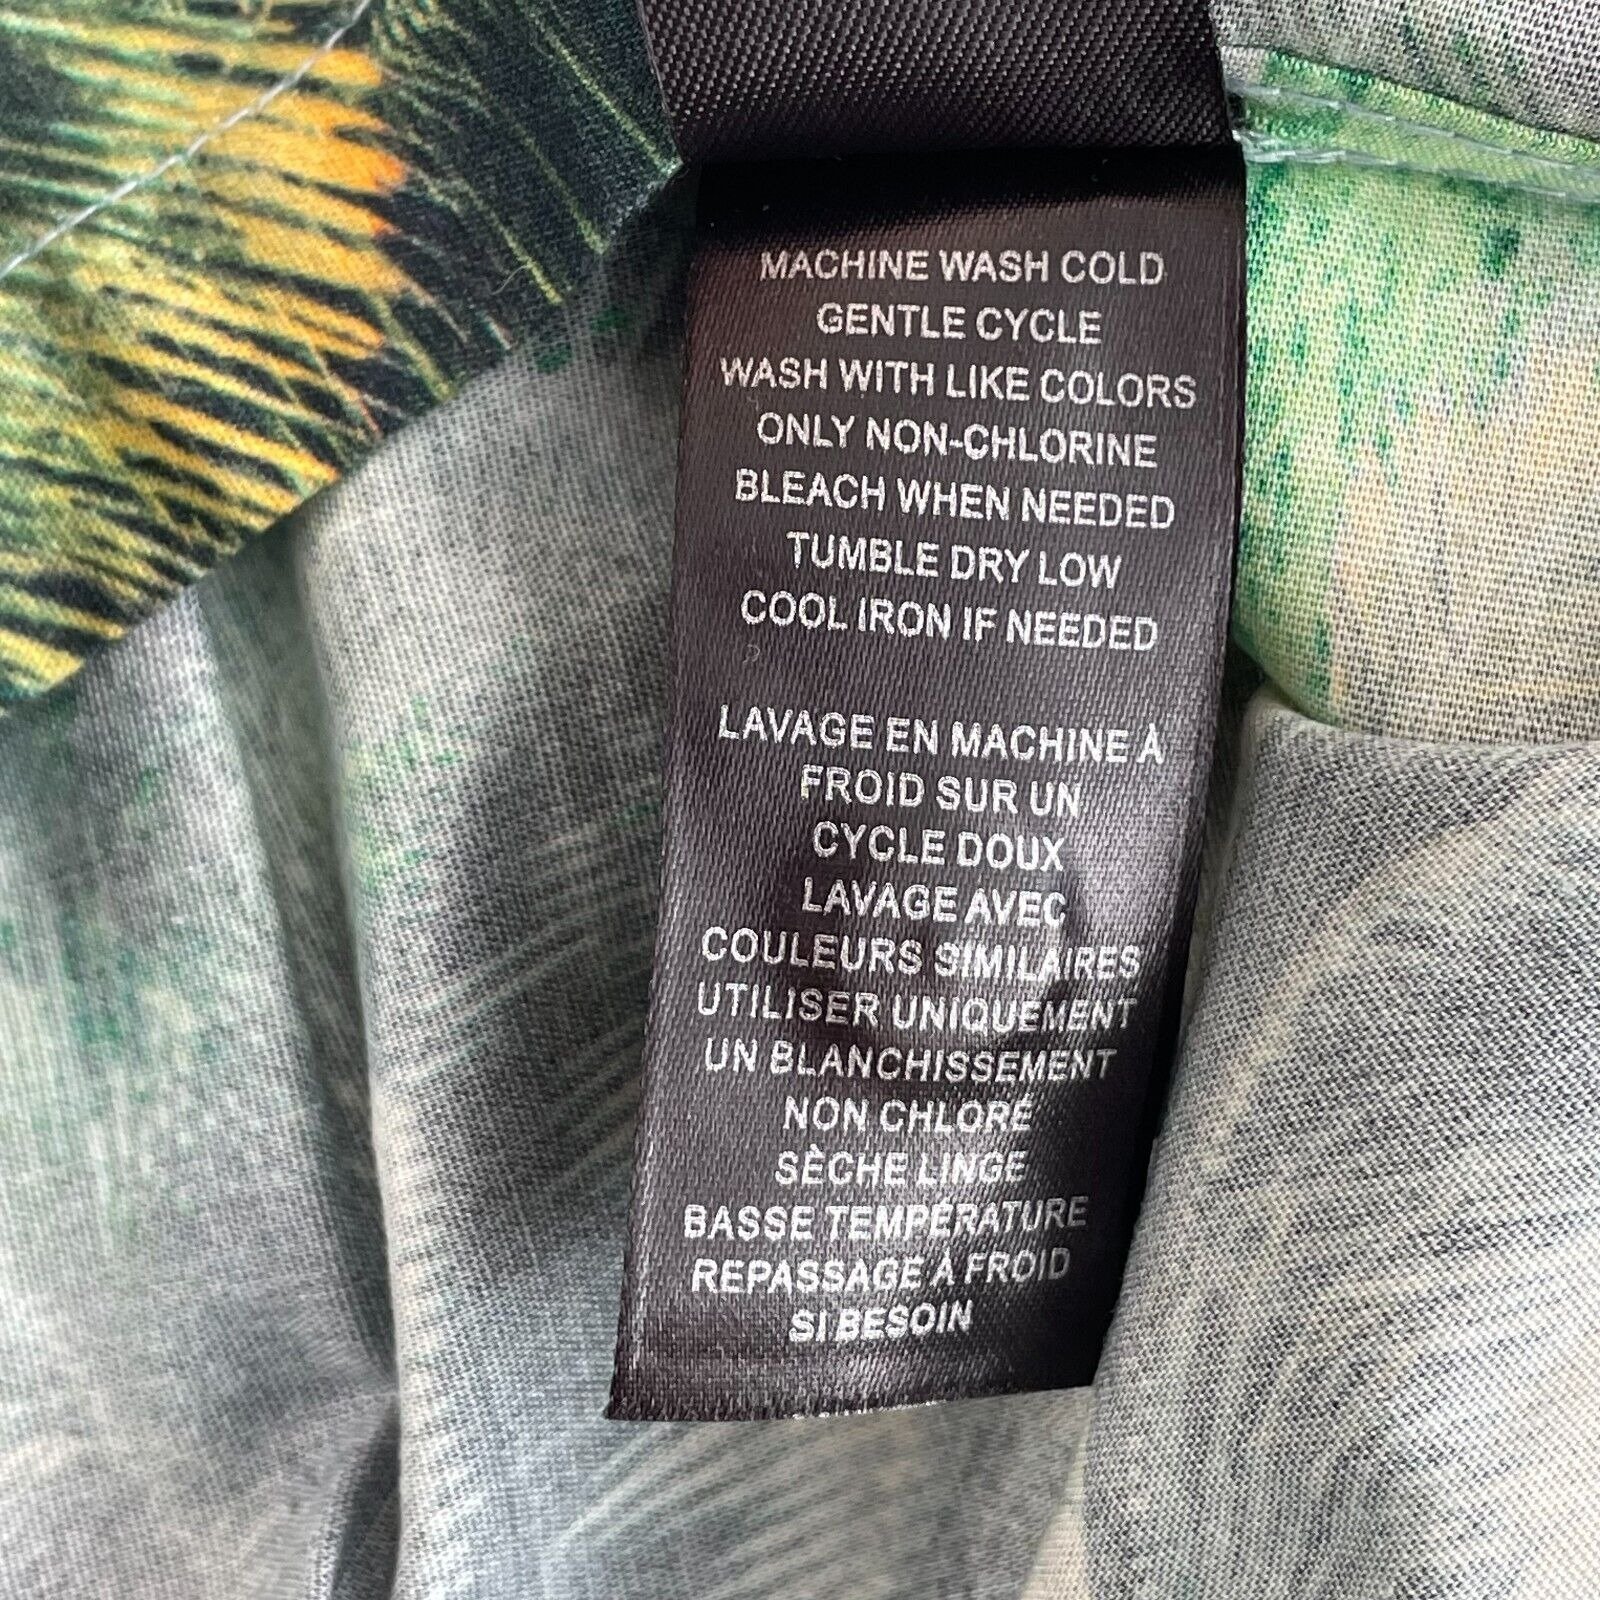 MACHINE WASH COLD
GENTLE CYCLE
WASH WITH LIKE COLORS
ONLY NON-CHLORINE
BLEACH WHEN NEEDED
TUMBLE DRY LOW
COOL IRON IF NEEDED
LAVAGE EN MACHINE À
FROID SUR UN
CYCLE DOUX
LAVAGE AVEC
COULEURS SIMILAIRES
UTILISER UNIQUEMENT
UN BLANCHISSEMENT
NON CHLORÉ
SÈCHE LINGE
BASSE TEMPÉRATURE
REPASSAGE À FROID
SI BESOIN